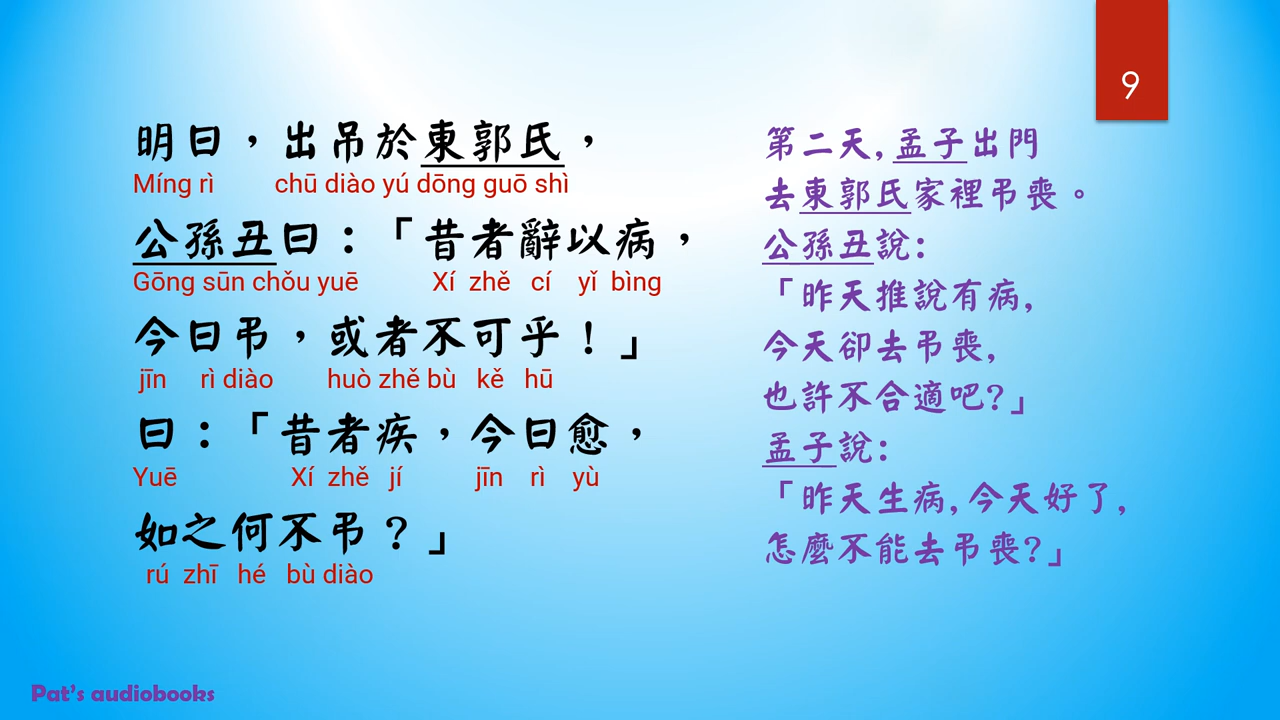 9
明日，出吊於東郭氏，
Míng rì chū diào yú dōng guō shì
公孫丑曰：「昔者辭以病，
Gōng sūn chǒu yuē Xí zhě cí yǐ bìng
今日弔，或者不可乎！」
jīn rì diào huò zhě bù kě hū
曰：「昔者疾，今日愈，
Yuē Xí zhě jí jīn rì yù
如之何不弔？」
rú zhī hé bù diào
第二天,孟子出門
去東郭氏家裡弔喪。
公孫丑說:
「昨天推說有病,
今天卻去弔喪,
也許不合適吧?」
孟子說:
「昨天生病,今天好了,
怎麼不能去弔喪?」
Pat's audiobooks